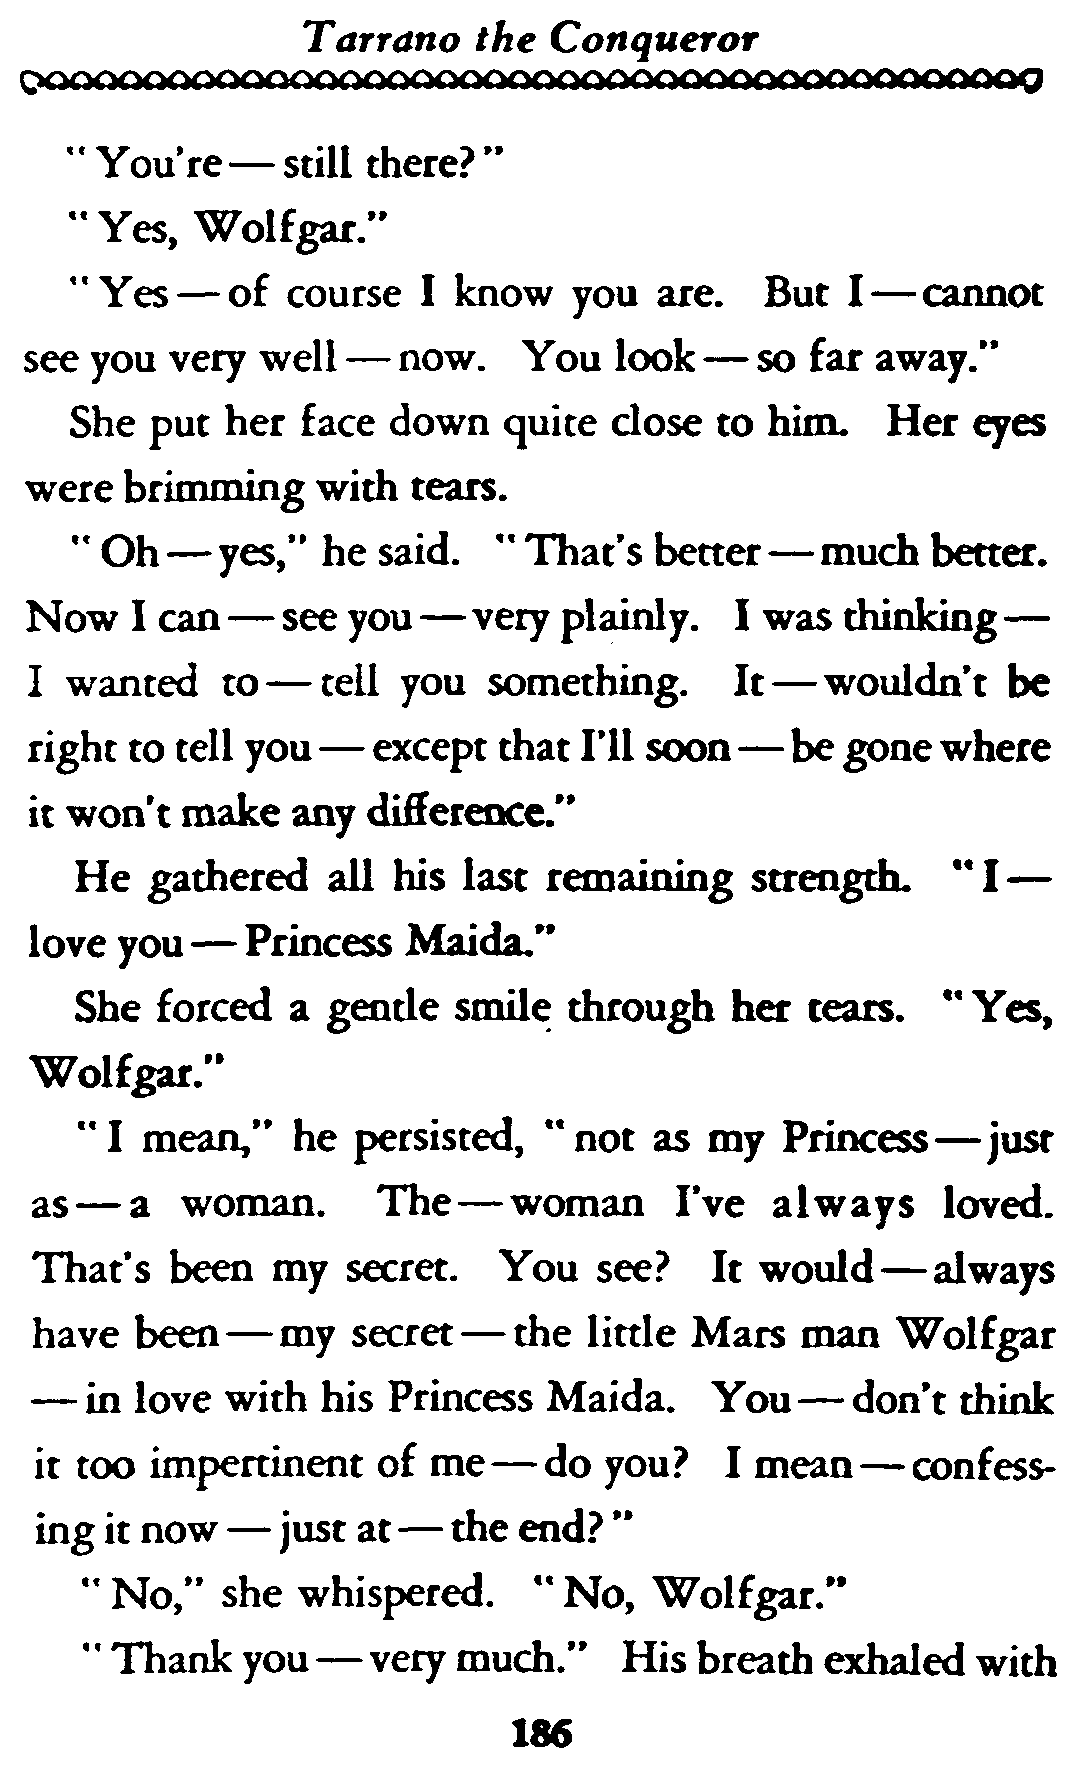 Tarrano the Conqueror
"You're — still there?"
"Yes, Wolfgar."
"Yes — of course I know you are. But I — cannot
see you very well — now. You look — so far away."
She put her face down quite close to him. Her eyes
were brimming with tears.
"Oh — yes," he said. "That's better — much better.
Now I can — see you — very plainly. I was thinking —
I wanted to — tell you something. It — wouldn't be
right to tell you — except that I'll soon — be gone where
it won't make any difference."
He gathered all his last remaining strength. "I —
love you — Princess Maida."
She forced a gentle smile through her tears. "Yes,
Wolfgar."
"I mean," he persisted, "not as my Princess — just
as — a woman. The — woman I've always loved.
That's been my secret. You see? It would — always
have been — my secret — the little Mars man Wolfgar
— in love with his Princess Maida. You — don't think
it too impertinent of me — do you? I mean — confess-
ing it now — just at — the end?"
"No," she whispered. "No, Wolfgar."
"Thank you — very much." His breath exhaled with
186